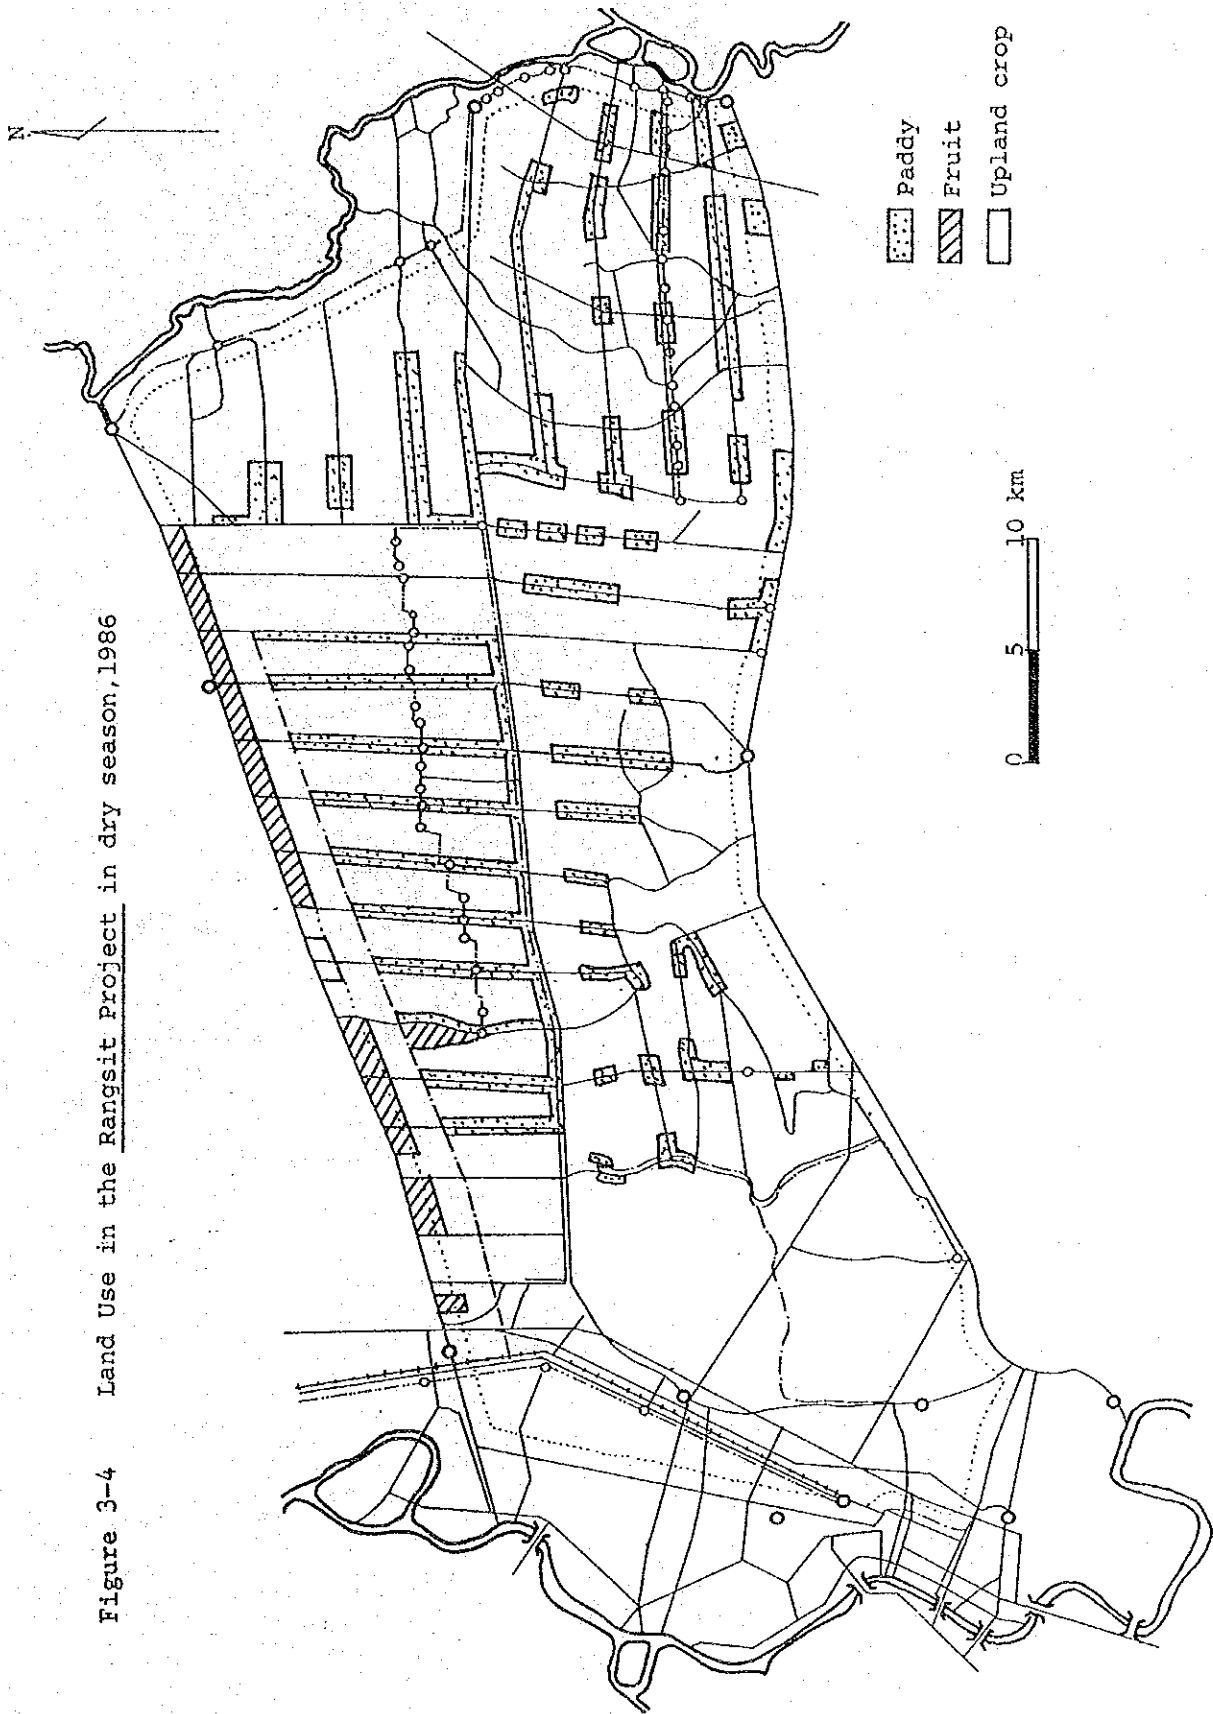 Figure 3-4 Land Use in the Rangsit Project in dry season,1986
N
Paddy
Fruit
Upland crop
0 5 10 km